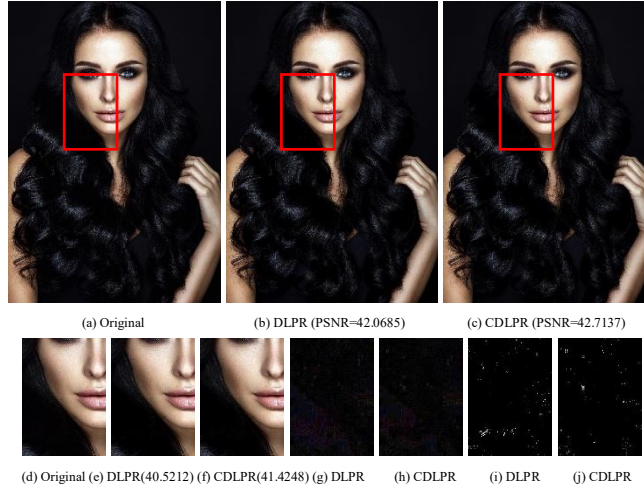 (a) Original (b) DLPR (PSNR=42.0685) (c) CDLPR (PSNR=42.7137)
(d) Original (e) DLPR(40.5212) (f) CDLPR(41.4248) (g) DLPR (h) CDLPR (i) DLPR (j) CDLPR